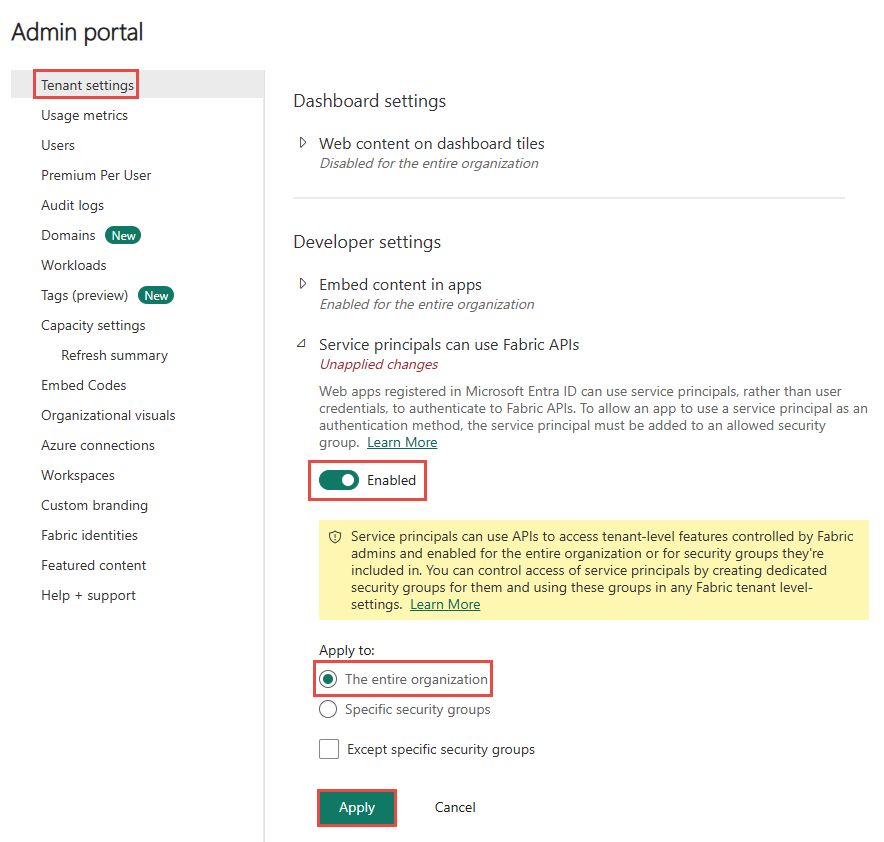 Admin portal
Tenant settings
Usage metrics
Users
Premium Per User
Audit logs
Domains New
Workloads
Tags (preview) New
Capacity settings
Refresh summary
Embed Codes
Organizational visuals
Azure connections
Workspaces
Custom branding
Fabric identities
Featured content
Help + support
Dashboard settings
Web content on dashboard tiles
Disabled for the entire organization
Developer settings
Embed content in apps
Enabled for the entire organization
Service principals can use Fabric APIs
Unapplied changes
Web apps registered in Microsoft Entra ID can use service principals, rather than user
credentials, to authenticate to Fabric APIs. To allow an app to use a service principal as an
authentication method, the service principal must be added to an allowed security
group. Learn More
Enabled
Service principals can use APIs to access tenant-level features controlled by Fabric
admins and enabled for the entire organization or for security groups they're
included in. You can control access of service principals by creating dedicated
security groups for them and using these groups in any Fabric tenant level-
settings. Learn More
Apply to:
The entire organization
Specific security groups
Except specific security groups
Apply Cancel